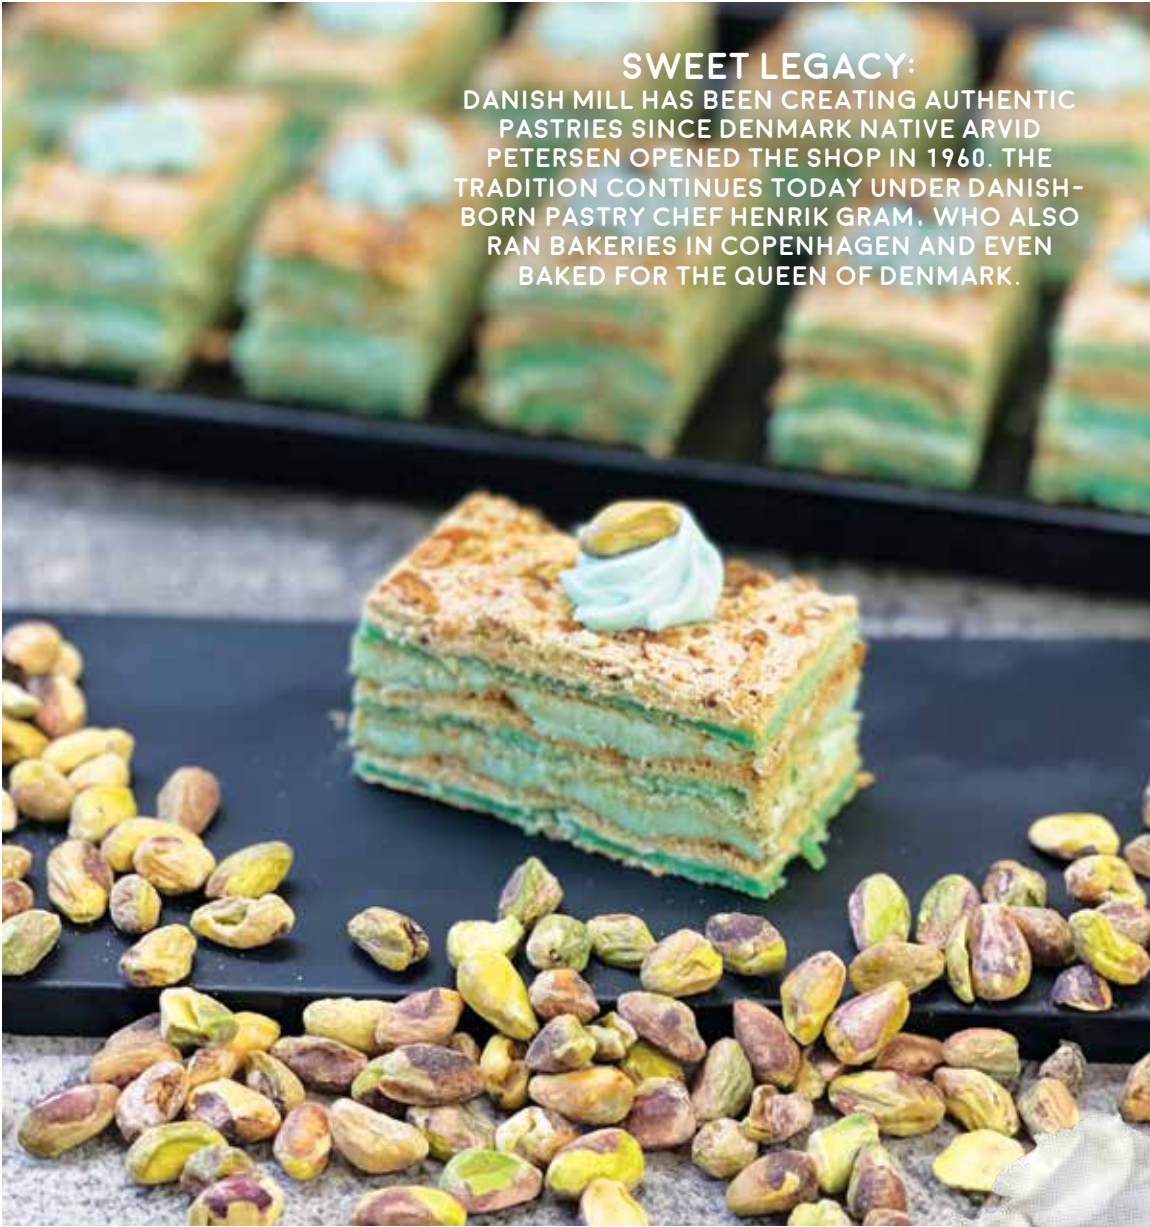 SWEET LEGACY:
DANISH MILL HAS BEEN CREATING AUTHENTIC
PASTRIES SINCE DENMARK NATIVE ARVID
PETERSEN OPENED THE SHOP IN 1960. THE
TRADITION CONTINUES TODAY UNDER DANISH-
BORN PASTRY CHEF HENRIK GRAM, WHO ALSO
RAN BAKERIES IN COPENHAGEN AND EVEN
BAKED FOR THE QUEEN OF DENMARK.